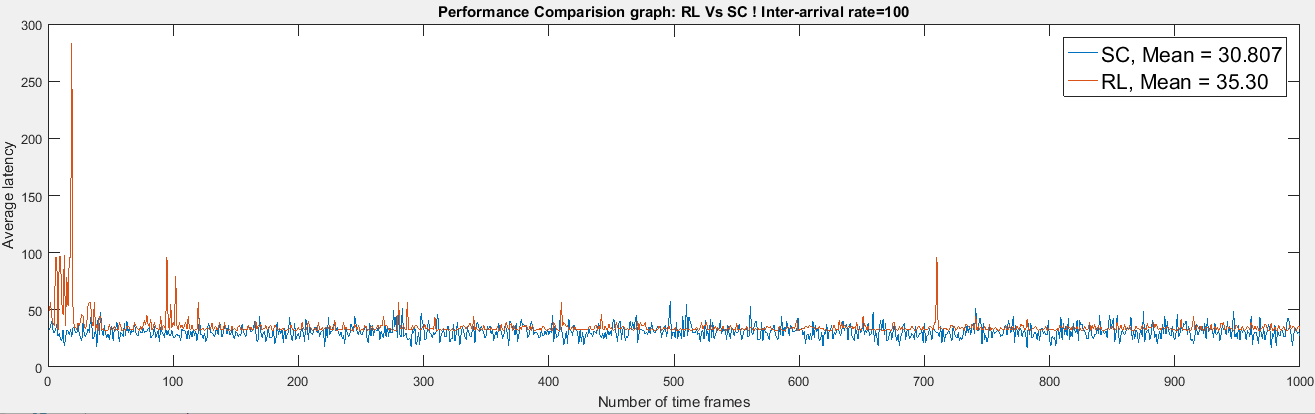 Performance Comparision graph: RL Vs SC ! Inter-arrival rate=100
SC, Mean = 30.807
RL, Mean = 35.30
Average latency
300
250
200
150
100
50
0
0 100 200 300 400 500 600 700 800 900 1000
Number of time frames